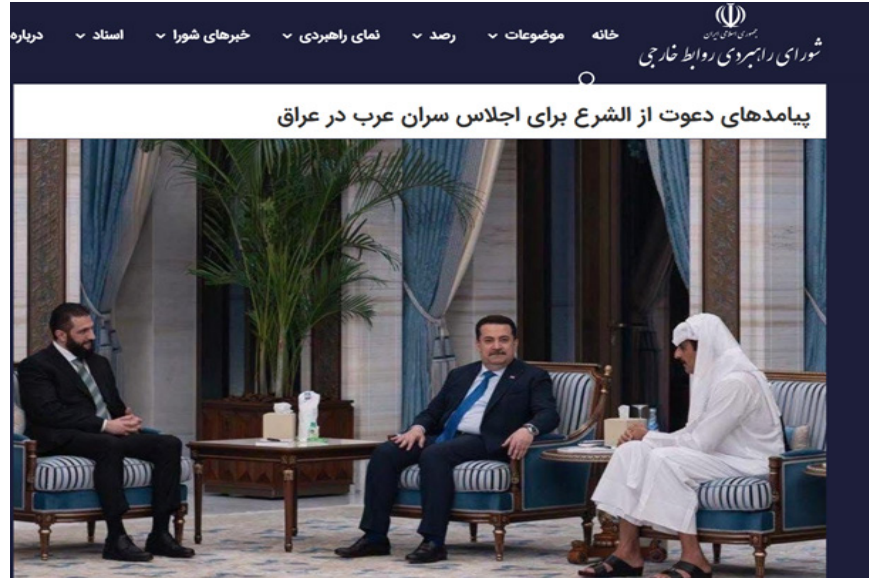 جمهوری اسلامی ایران
شورای راهبردی روابط خارجی
خانه موضوعات رصد نمای راهبردی خبرهای شورا اسناد درباره
پیامدهای دعوت از الشرع برای اجلاس سران عرب در عراق